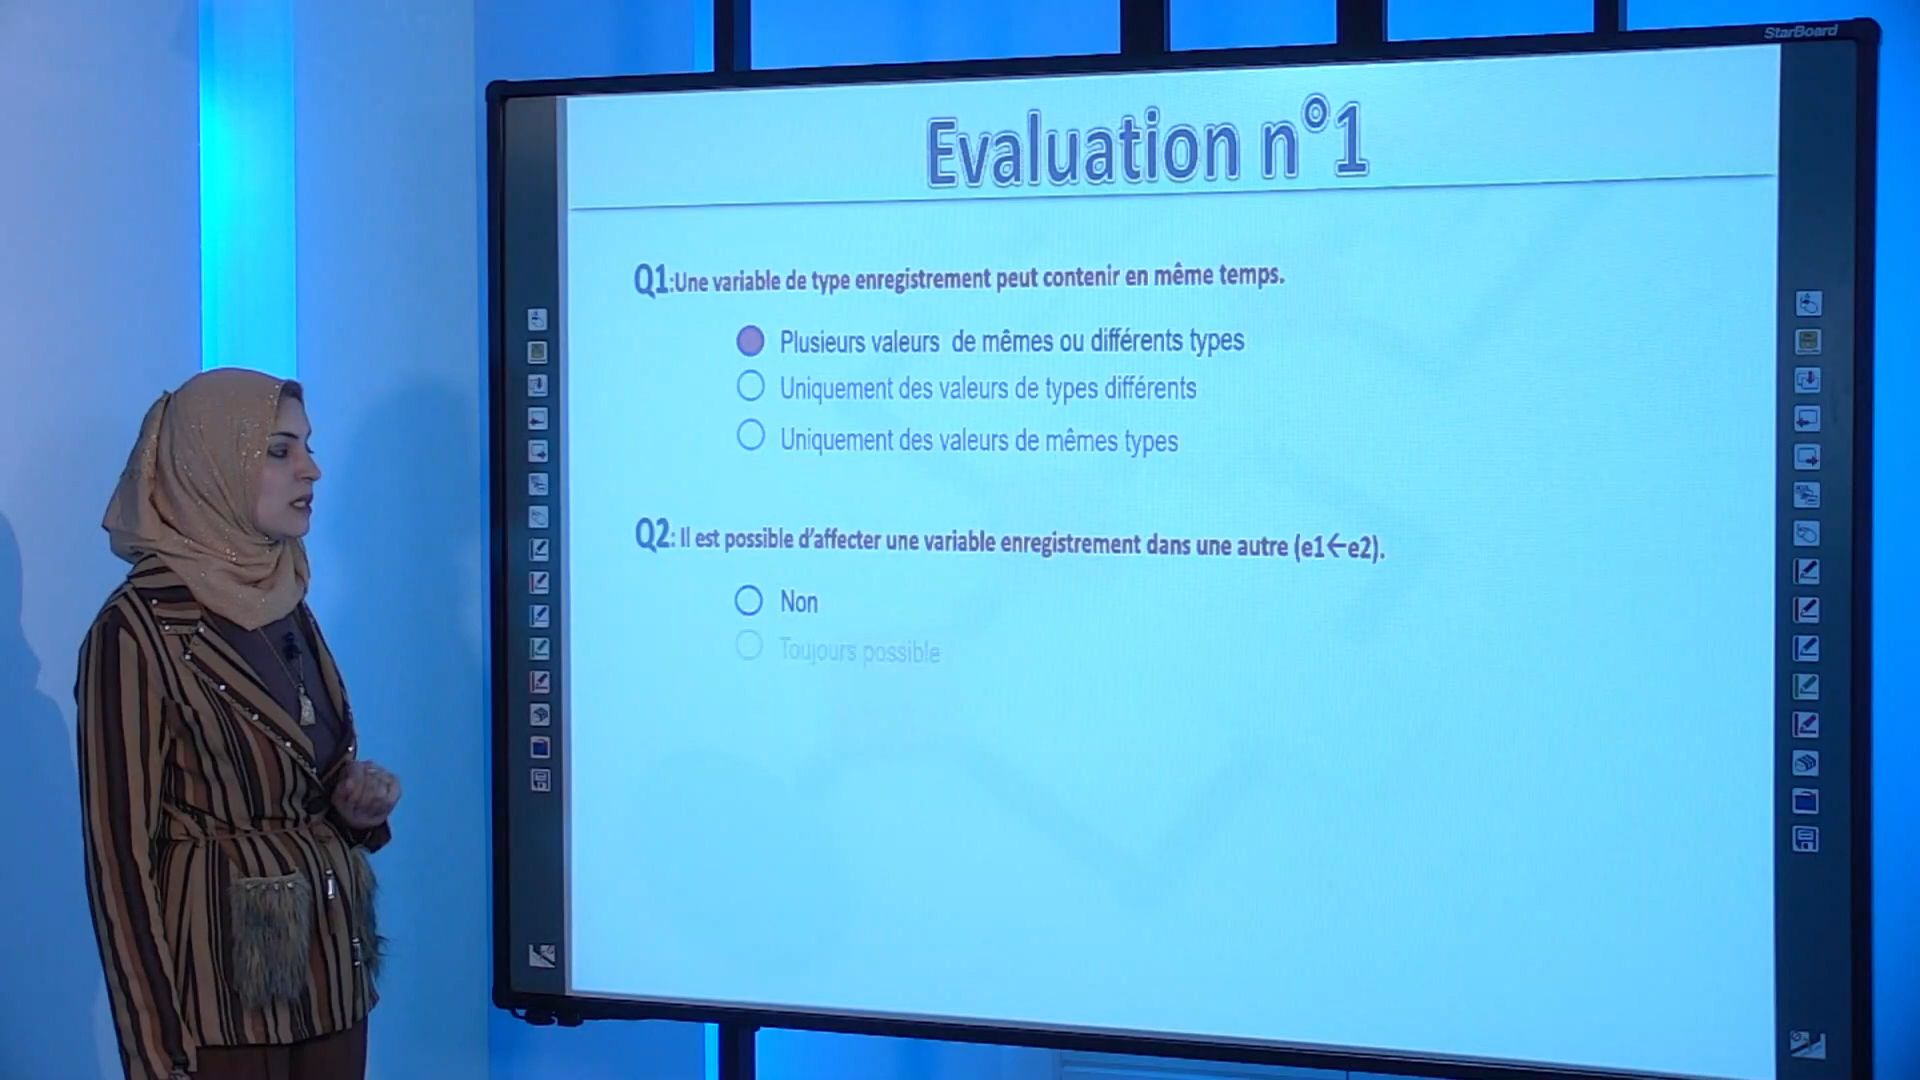 StarBoard
Evaluation n°1
Q1:Une variable de type enregistrement peut contenir en même temps.
Plusieurs valeurs de mêmes ou différents types
Uniquement des valeurs de types différents
Uniquement des valeurs de mêmes types
Q2: Il est possible d'affecter une variable enregistrement dans une autre (e1←e2).
Non
Toujours possible